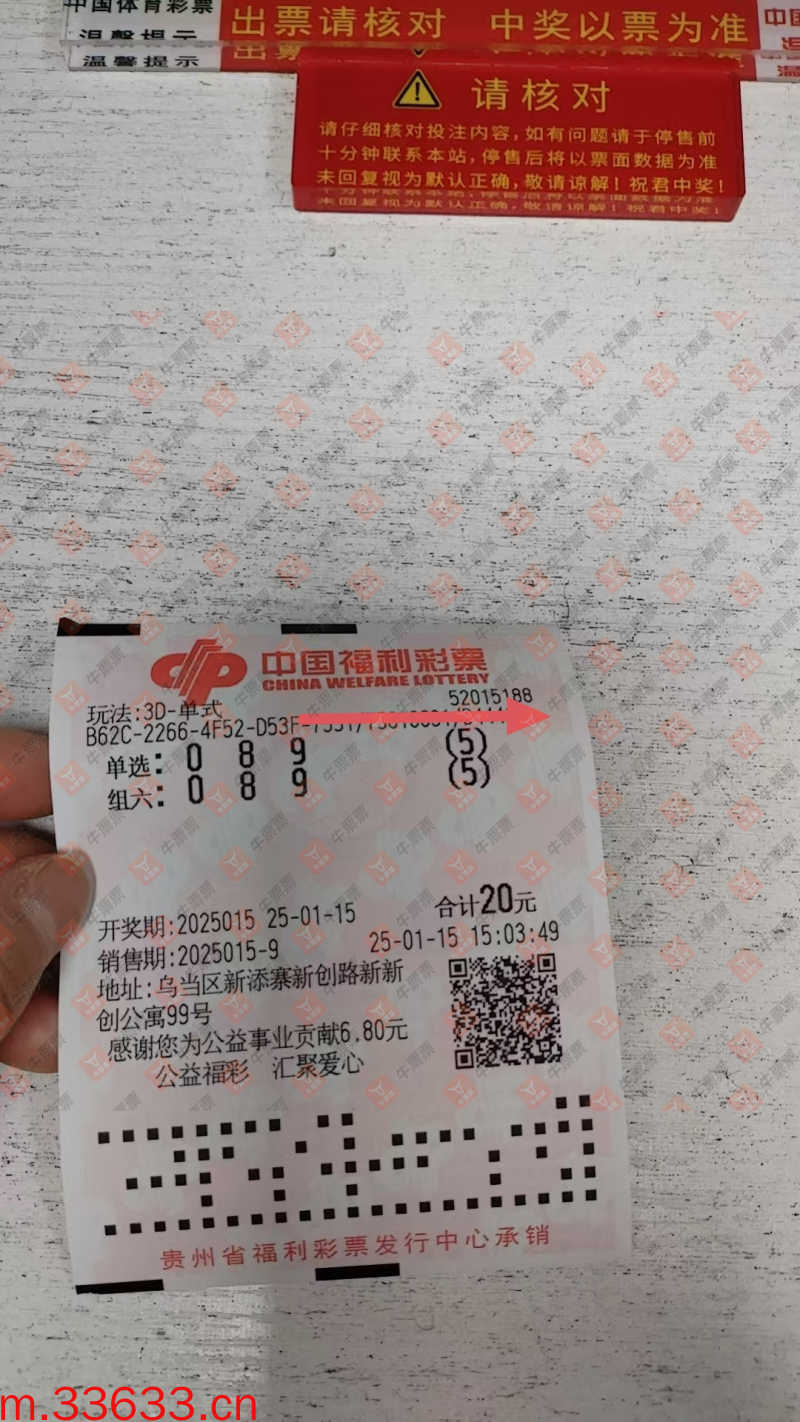 中国体育彩票
温馨提示
出票请核对 中奖以票为准
温馨提示
请核对
请仔细核对投注内容,如有问题请于停售前
十分钟联系本站,停售后将以票面数据为准
未回复视为默认正确,敬请谅解!祝君中奖!
中国福利彩票
CHINA WELFARE LOTTERY
玩法:3D-单式
52015188
B62C-2266-4F52-D53F-
单选: 0 8 9 (5)
组六: 0 8 9 (5)
开奖期:2025015 25-01-15
合计20元
销售期:2025015-9
25-01-15 15:03:49
地址:乌当区新添寨新创路新新
创公寓99号
感谢您为公益事业贡献6.80元
公益福彩 汇聚爱心
贵州省福利彩票发行中心承销
牛票票
m.33633.cn